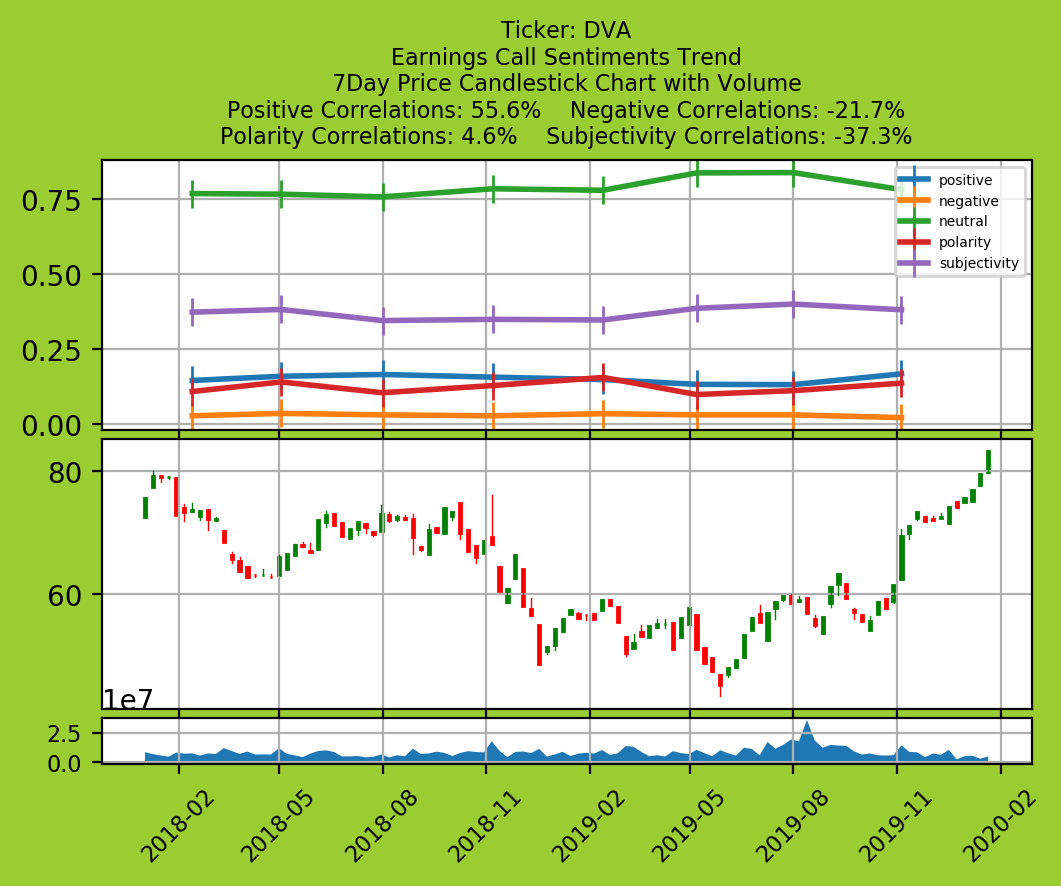 Ticker: DVA
Earnings Call Sentiments Trend
7Day Price Candlestick Chart with Volume
Positive Correlations: 55.6%    Negative Correlations: -21.7%
Polarity Correlations: 4.6%    Subjectivity Correlations: -37.3%
0.75
0.50
0.25
0.00
positive
negative
neutral
polarity
subjectivity
80
60
1e7
2.5
0.0
2018-02
2018-05
2018-08
2018-11
2019-02
2019-05
2019-08
2019-11
2020-02